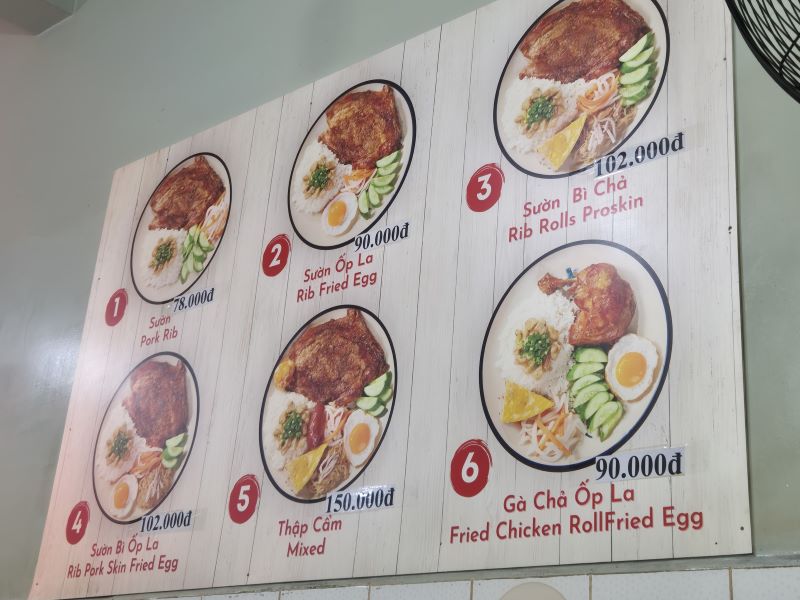 1
78.000đ
Sườn
Pork Rib
2
90.000đ
Sườn Ốp La
Rib Fried Egg
3
102.000đ
Sườn Bì Chả
Rib Rolls Proskin
4
102.000đ
Sườn Bì Ốp La
Rib Pork Skin Fried Egg
5
150.000đ
Thập Cẩm
Mixed
6
90.000đ
Gà Chả Ốp La
Fried Chicken RollFried Egg